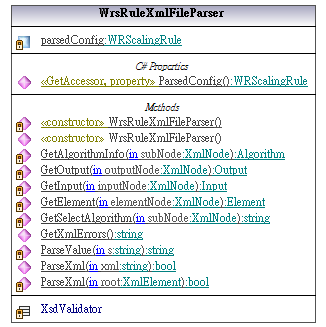 WrsRuleXmlFileParser
parsedConfig:WRScalingRule
C# Properties
«GetAccessor, property» ParsedConfig():WRScalingRule
Methods
«constructor» WrsRuleXmlFileParser()
«constructor» WrsRuleXmlFileParser()
GetAlgorithmInfo(in subNode:XmlNode):Algorithm
GetOutput(in outputNode:XmlNode):Output
GetInput(in inputNode:XmlNode):Input
GetElement(in elementNode:XmlNode):Element
GetSelectAlgorithm(in subNode:XmlNode):string
GetXmlErrors():string
ParseValue(in s:string):string
ParseXml(in xml:string):bool
ParseXml(in root:XmlElement):bool
XsdValidator